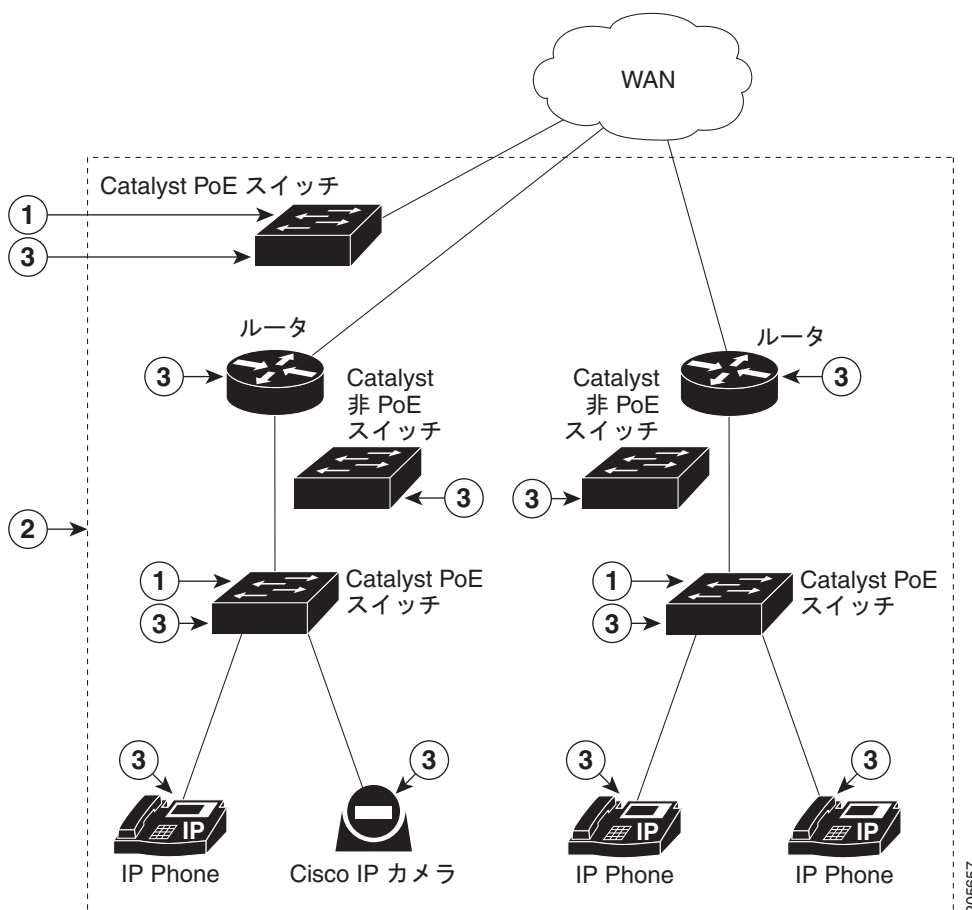 WAN
Catalyst PoE スイッチ
1
3
ルータ
ルータ
3
3
Catalyst
非 PoE
スイッチ
Catalyst
非 PoE
スイッチ
3
3
2
1
3
Catalyst PoE
スイッチ
1
3
Catalyst PoE
スイッチ
3
3
3
3
IP
IP
IP
IP Phone
Cisco IP カメラ
IP Phone
IP Phone
205657